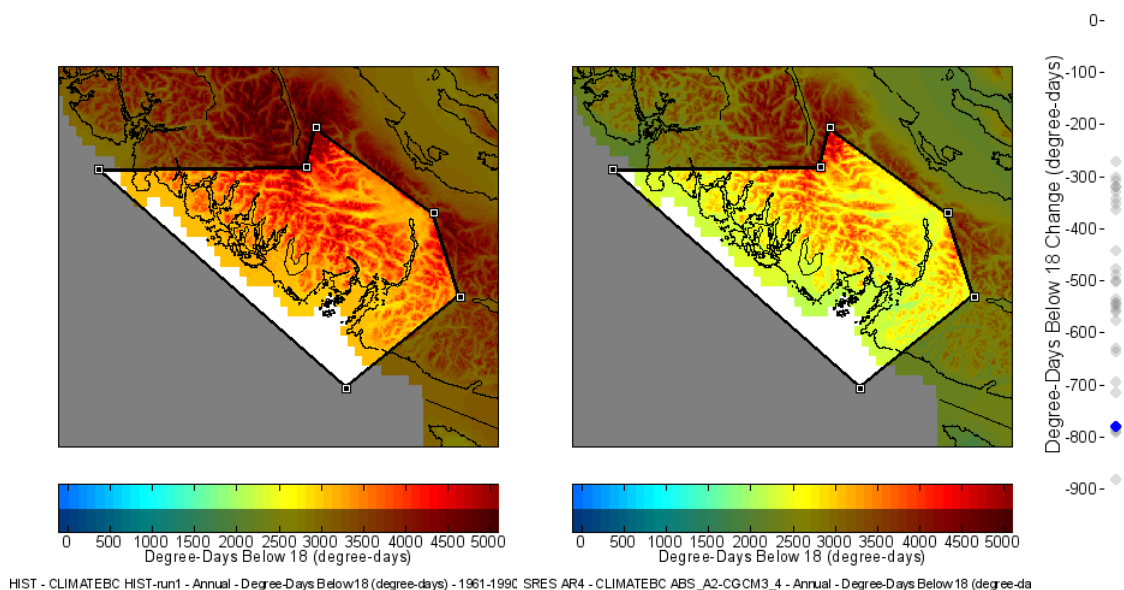 0-
-100-
-200-
-300-
-400-
-500-
-600-
-700-
-800-
-900-
Degree-Days Below 18 Change (degree-days)
0 500 1000 1500 2000 2500 3000 3500 4000 4500 5000
Degree-Days Below 18 (degree-days)
0 500 1000 1500 2000 2500 3000 3500 4000 4500 5000
Degree-Days Below 18 (degree-days)
HIST - CLIMATEBC HIST-run1 - Annual - Degree-Days Below18 (degree-days) - 1961-1990
SRES AR4 - CLIMATEBC ABS_A2-CGCM3_4 - Annual - Degree-Days Below18 (degree-da